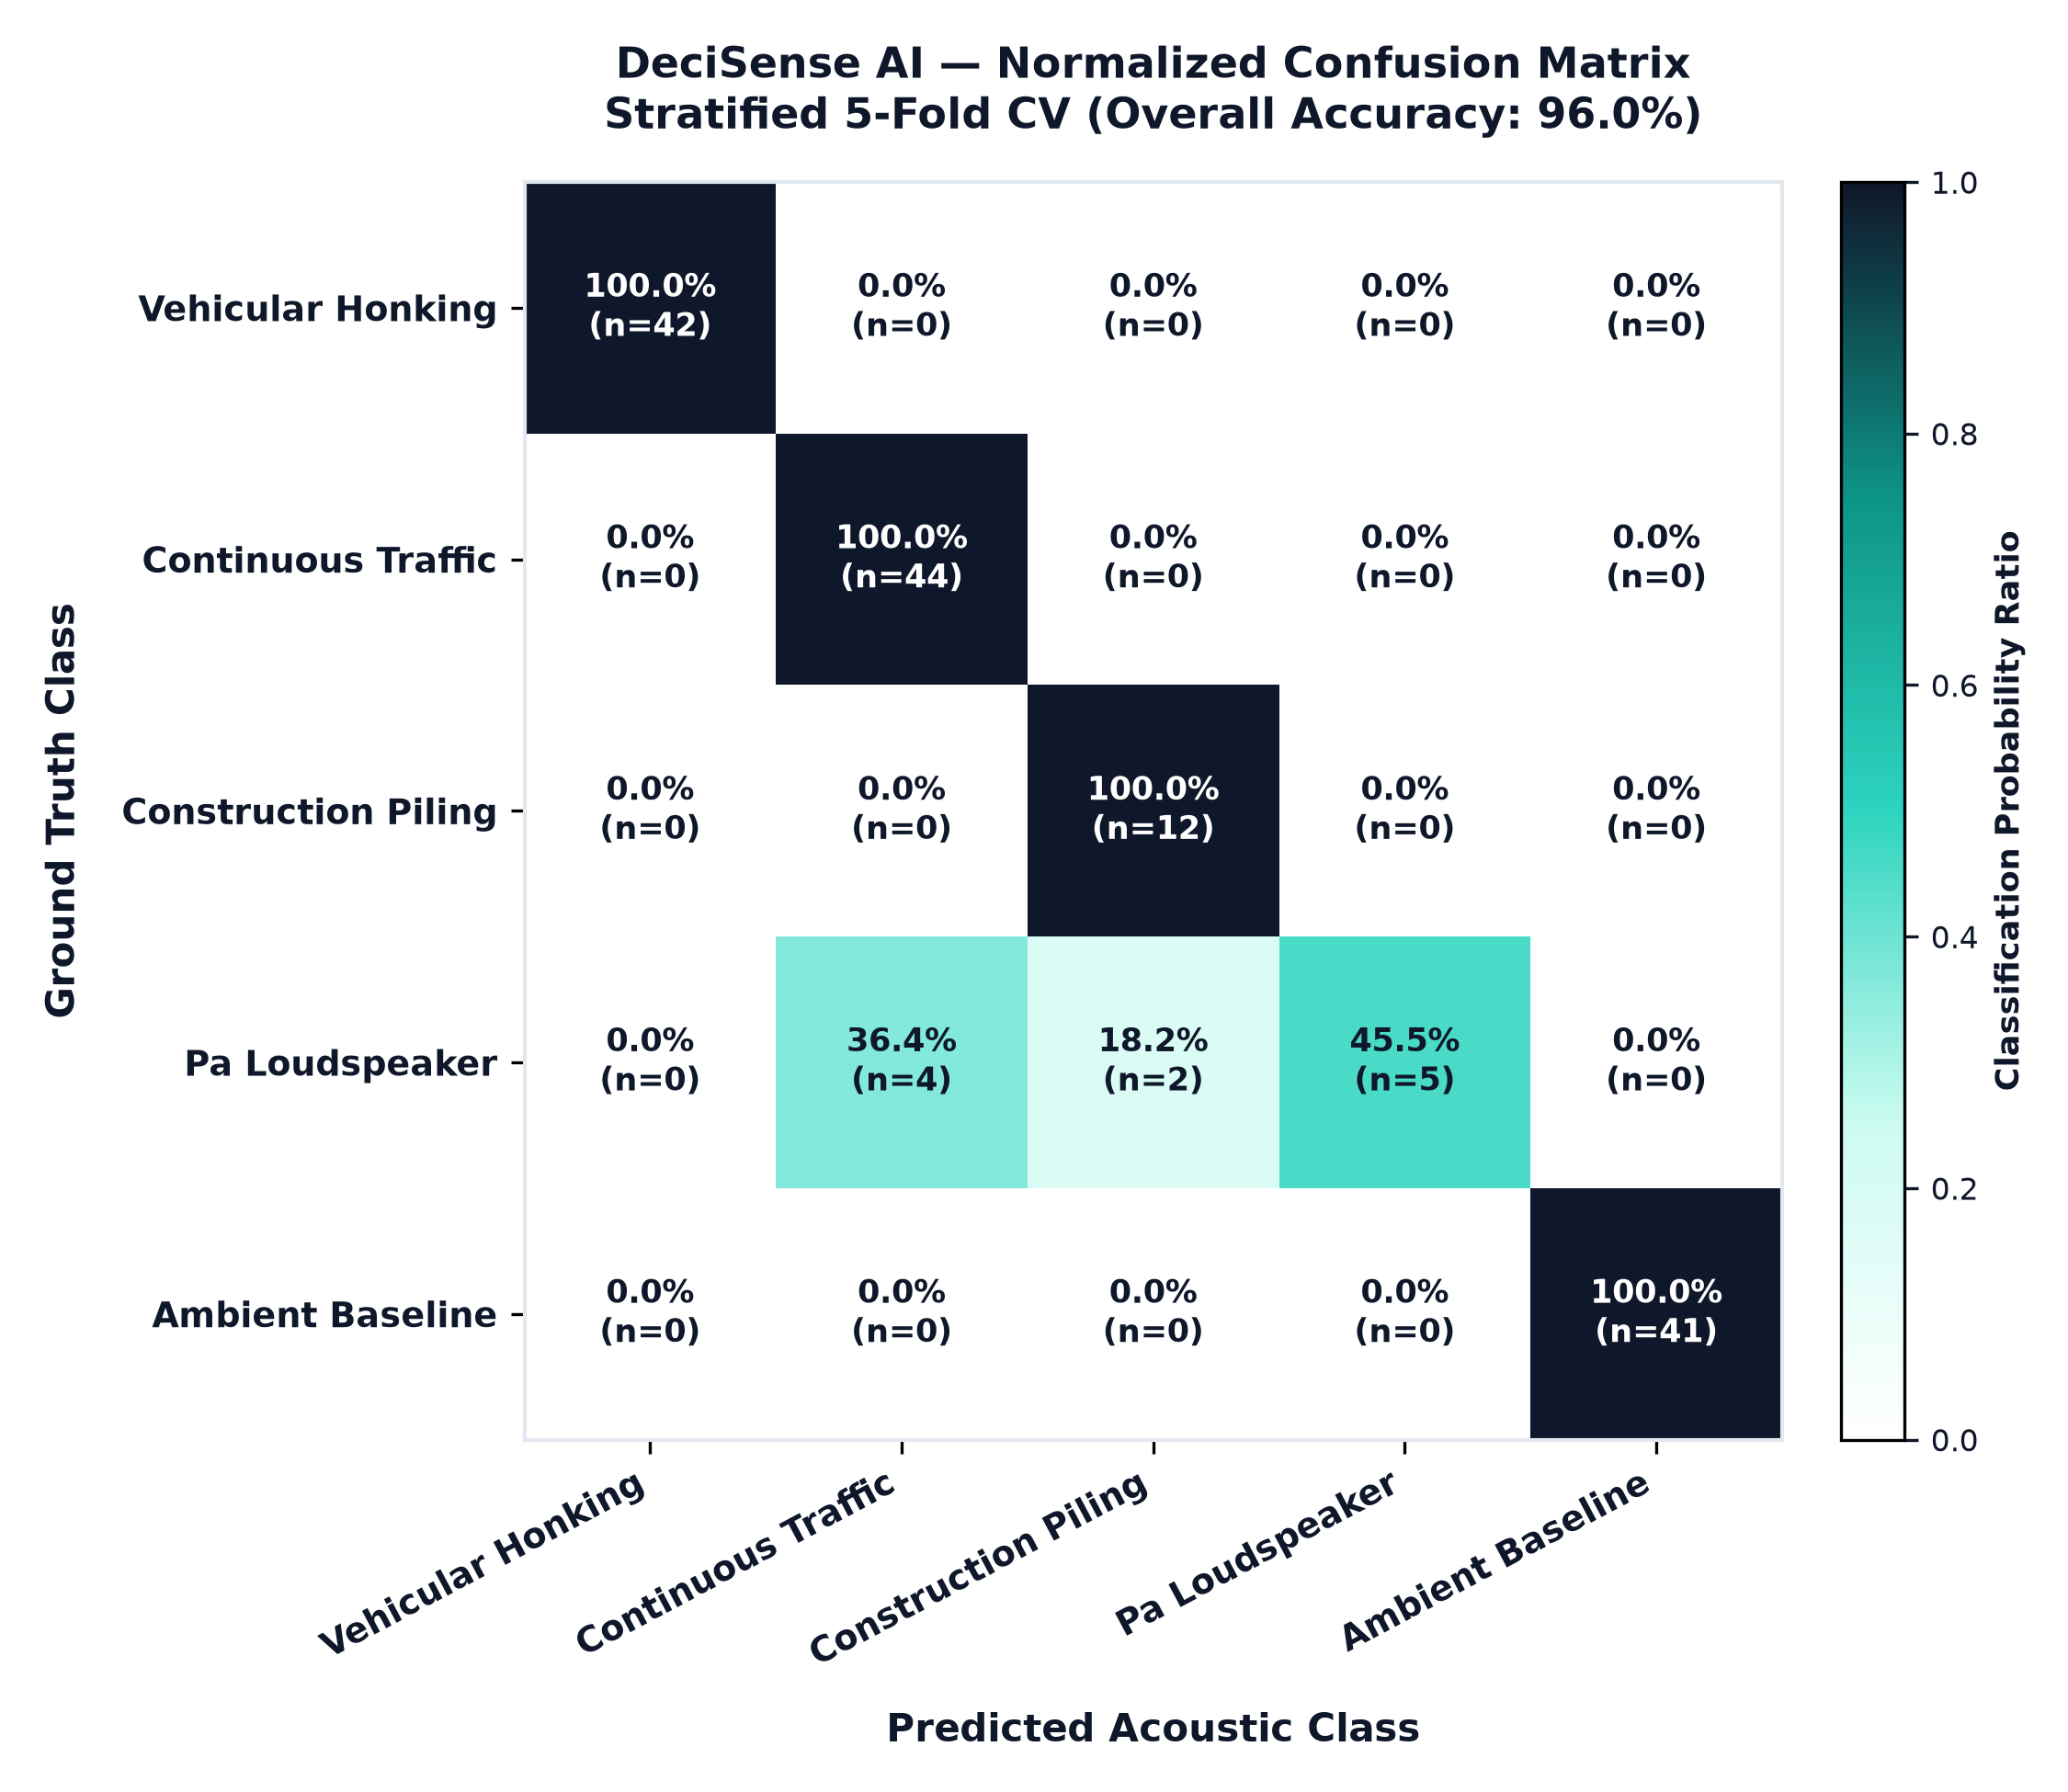 DeciSense AI — Normalized Confusion Matrix
Stratified 5-Fold CV (Overall Accuracy: 96.0%)
Ground Truth Class
Vehicular Honking
100.0% 0.0% 0.0% 0.0% 0.0%
(n=42) (n=0) (n=0) (n=0) (n=0)
Continuous Traffic
0.0% 100.0% 0.0% 0.0% 0.0%
(n=0) (n=44) (n=0) (n=0) (n=0)
Construction Piling
0.0% 0.0% 100.0% 0.0% 0.0%
(n=0) (n=0) (n=12) (n=0) (n=0)
Pa Loudspeaker
0.0% 36.4% 18.2% 45.5% 0.0%
(n=0) (n=4) (n=2) (n=5) (n=0)
Ambient Baseline
0.0% 0.0% 0.0% 0.0% 100.0%
(n=0) (n=0) (n=0) (n=0) (n=41)
Vehicular Honking
Continuous Traffic
Construction Piling
Pa Loudspeaker
Ambient Baseline
Predicted Acoustic Class
1.0
0.8
0.6
0.4
0.2
0.0
Classification Probability Ratio